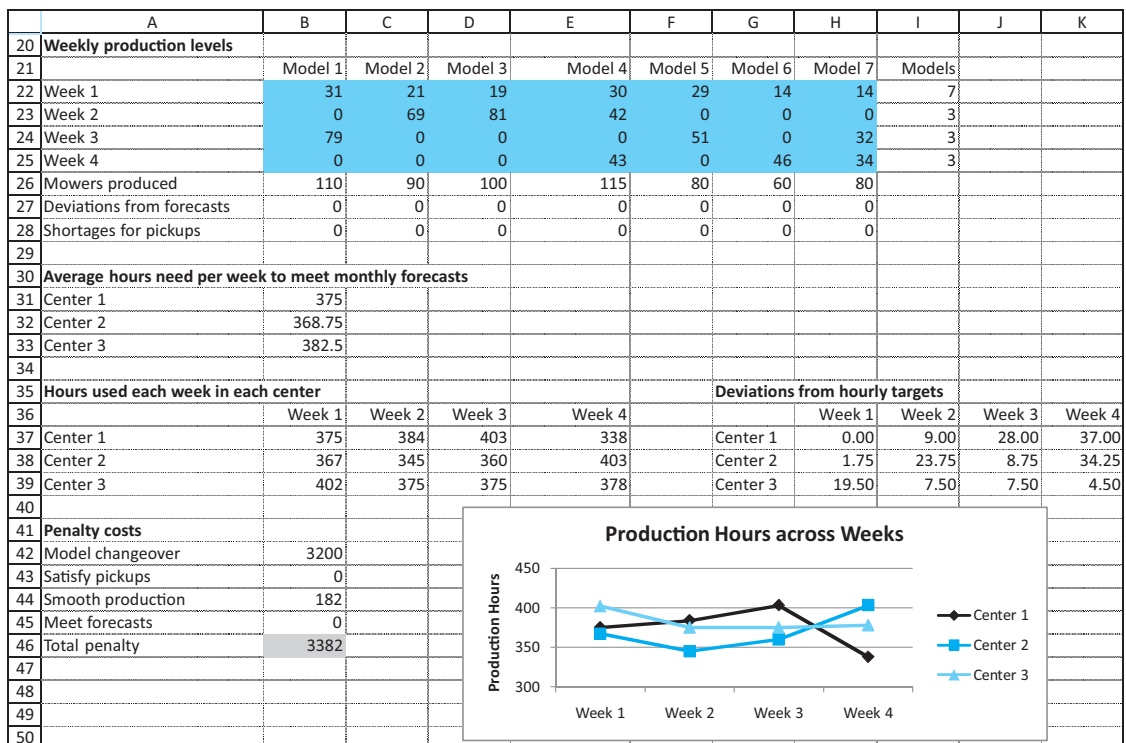 A B C D E F G H I J K
20 Weekly production levels
21 Model 1 Model 2 Model 3 Model 4 Model 5 Model 6 Model 7 Models
22 Week 1 31 21 19 30 29 14 14 7
23 Week 2 0 69 81 42 0 0 0 3
24 Week 3 79 0 0 0 51 0 32 3
25 Week 4 0 0 0 43 0 46 34 3
26 Mowers produced 110 90 100 115 80 60 80
27 Deviations from forecasts 0 0 0 0 0 0 0
28 Shortages for pickups 0 0 0 0 0 0 0
29
30 Average hours need per week to meet monthly forecasts
31 Center 1 375
32 Center 2 368.75
33 Center 3 382.5
34
35 Hours used each week in each center Deviations from hourly targets
36 Week 1 Week 2 Week 3 Week 4 Week 1 Week 2 Week 3 Week 4
37 Center 1 375 384 403 338 Center 1 0.00 9.00 28.00 37.00
38 Center 2 367 345 360 403 Center 2 1.75 23.75 8.75 34.25
39 Center 3 402 375 375 378 Center 3 19.50 7.50 7.50 4.50
40
41 Penalty costs
42 Model changeover 3200
43 Satisfy pickups 0
44 Smooth production 182
45 Meet forecasts 0
46 Total penalty 3382
47
48
49
50
Production Hours across Weeks
Production Hours
450
400
350
300
Week 1 Week 2 Week 3 Week 4
Center 1
Center 2
Center 3